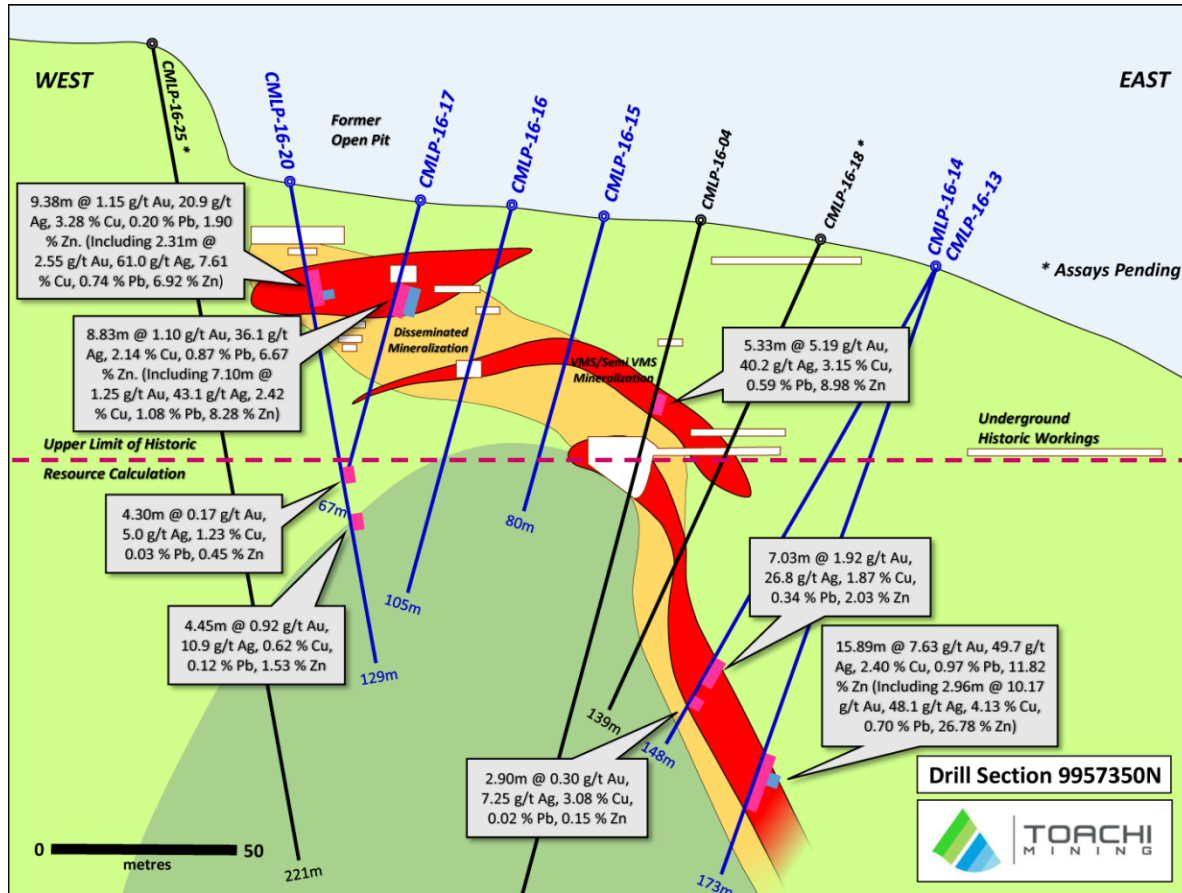 WEST
EAST
CMLP-16-25 *
CMLP-16-20
Former
Open Pit
CMLP-16-17
CMLP-16-16
CMLP-16-15
CMLP-16-04
CMLP-16-18 *
CMLP-16-14
CMLP-16-13
* Assays Pending
9.38m @ 1.15 g/t Au, 20.9 g/t
Ag, 3.28 % Cu, 0.20 % Pb, 1.90
% Zn. (Including 2.31m @
2.55 g/t Au, 61.0 g/t Ag, 7.61
% Cu, 0.74 % Pb, 6.92 % Zn)
8.83m @ 1.10 g/t Au, 36.1 g/t
Ag, 2.14 % Cu, 0.87 % Pb, 6.67
% Zn. (Including 7.10m @
1.25 g/t Au, 43.1 g/t Ag, 2.42
% Cu, 1.08 % Pb, 8.28 % Zn)
Disseminated
Mineralization
VMS/Semi VMS
Mineralization
5.33m @ 5.19 g/t Au,
40.2 g/t Ag, 3.15 % Cu,
0.59 % Pb, 8.98 % Zn
Underground
Historic Workings
Upper Limit of Historic
Resource Calculation
4.30m @ 0.17 g/t Au,
5.0 g/t Ag, 1.23 % Cu,
0.03 % Pb, 0.45 % Zn
67m
80m
105m
4.45m @ 0.92 g/t Au,
10.9 g/t Ag, 0.62 % Cu,
0.12 % Pb, 1.53 % Zn
129m
7.03m @ 1.92 g/t Au,
26.8 g/t Ag, 1.87 % Cu,
0.34 % Pb, 2.03 % Zn
15.89m @ 7.63 g/t Au, 49.7 g/t
Ag, 2.40 % Cu, 0.97 % Pb, 11.82
% Zn (Including 2.96m @ 10.17
g/t Au, 48.1 g/t Ag, 4.13 % Cu,
0.70 % Pb, 26.78 % Zn)
139m
148m
2.90m @ 0.30 g/t Au,
7.25 g/t Ag, 3.08 % Cu,
0.02 % Pb, 0.15 % Zn
Drill Section 9957350N
0 50
metres
221m
173m
TOACHI
MINING